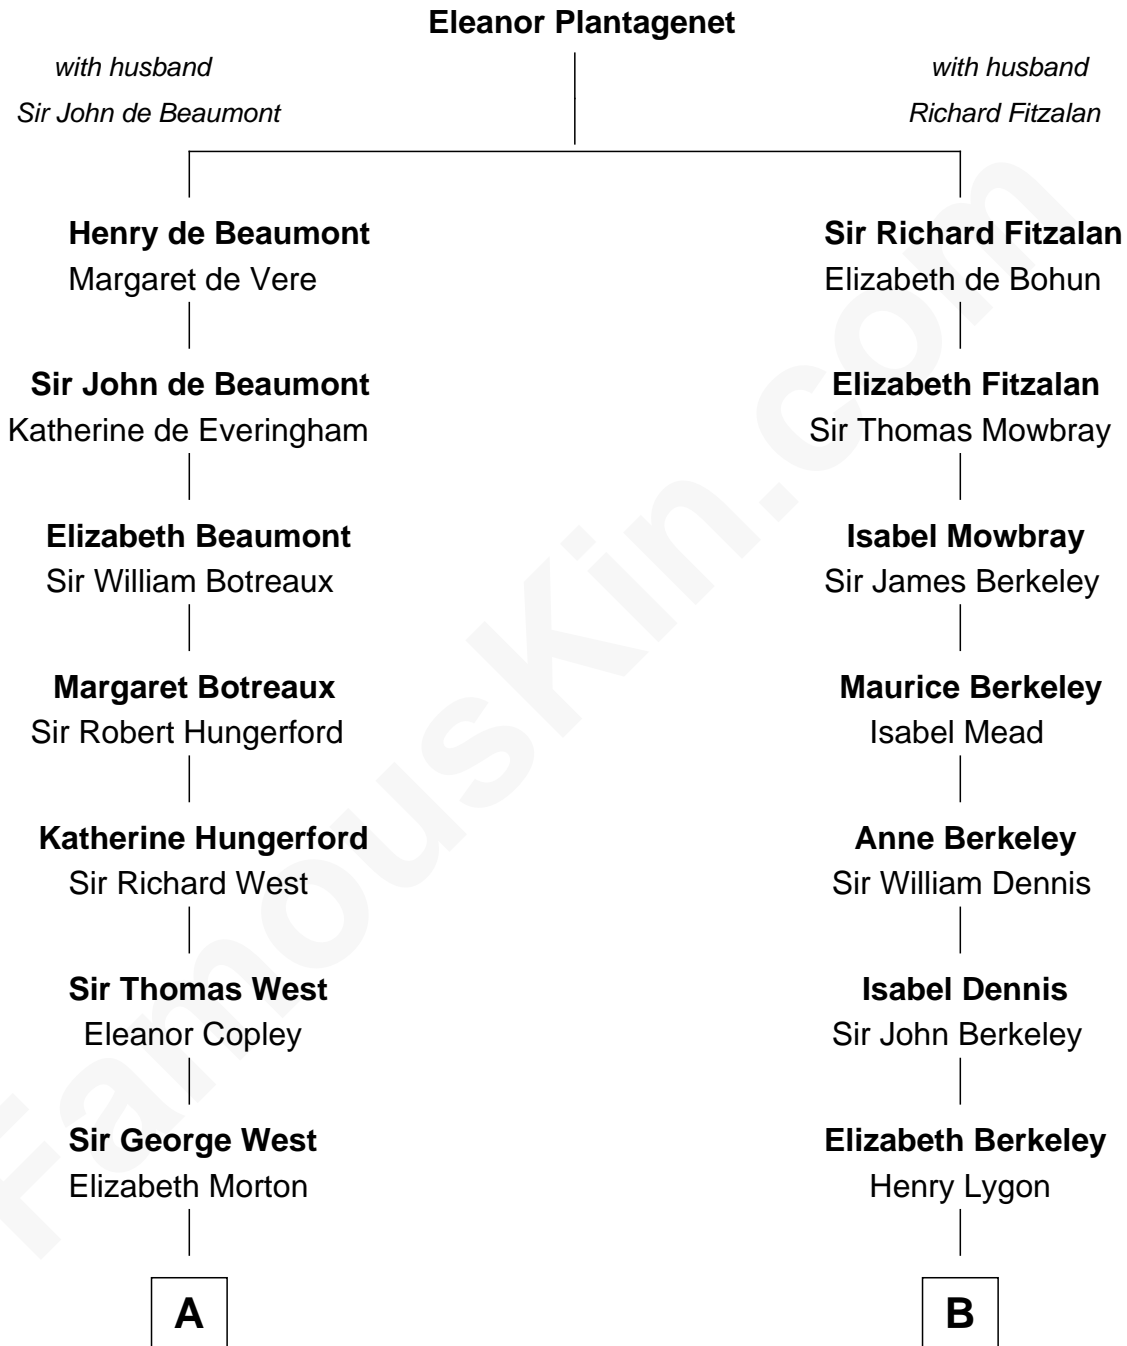 Eleanor Plantagenet
with husband
Sir John de Beaumont
with husband
Richard Fitzalan
Henry de Beaumont
Margaret de Vere
Sir Richard Fitzalan
Elizabeth de Bohun
Sir John de Beaumont
Katherine de Everingham
Elizabeth Fitzalan
Sir Thomas Mowbray
Elizabeth Beaumont
Sir William Botreaux
Isabel Mowbray
Sir James Berkeley
Margaret Botreaux
Sir Robert Hungerford
Maurice Berkeley
Isabel Mead
Katherine Hungerford
Sir Richard West
Anne Berkeley
Sir William Dennis
Sir Thomas West
Eleanor Copley
Isabel Dennis
Sir John Berkeley
Sir George West
Elizabeth Morton
Elizabeth Berkeley
Henry Lygon
A
B
FamousKin.com